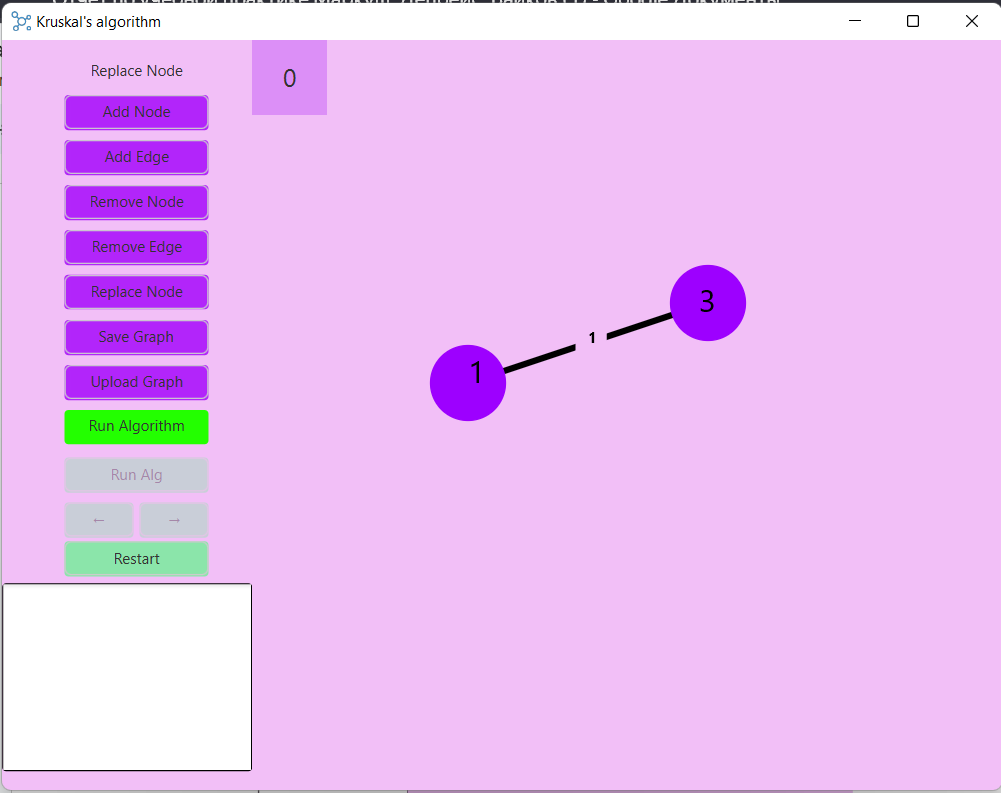 Kruskal's algorithm
Replace Node
0
Add Node
Add Edge
Remove Node
Remove Edge
Replace Node
Save Graph
Upload Graph
Run Algorithm
Run Alg
← →
Restart
3
1
1